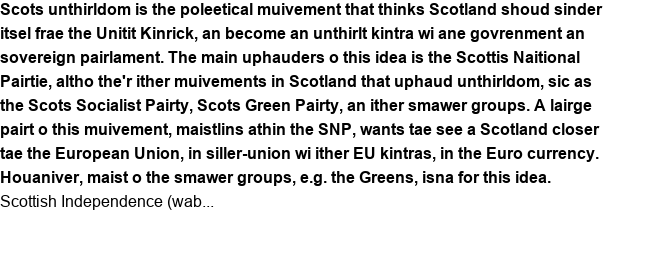 Scots unthirldom is the poleetical muivement that thinks Scotland shoud sinder
itsel frae the Unitit Kinrick, an become an unthirlt kintra wi ane govrenment an
sovereign pairlament. The main uphauders o this idea is the Scottis Naitional
Pairtie, altho the'r ither muivements in Scotland that uphaud unthirldom, sic as
the Scots Socialist Pairty, Scots Green Pairty, an ither smawer groups. A lairge
pairt o this muivement, maistlins athin the SNP, wants tae see a Scotland closer
tae the European Union, in siller-union wi ither EU kintras, in the Euro currency.
Houaniver, maist o the smawer groups, e.g. the Greens, isna for this idea.
Scottish Independence (wab...